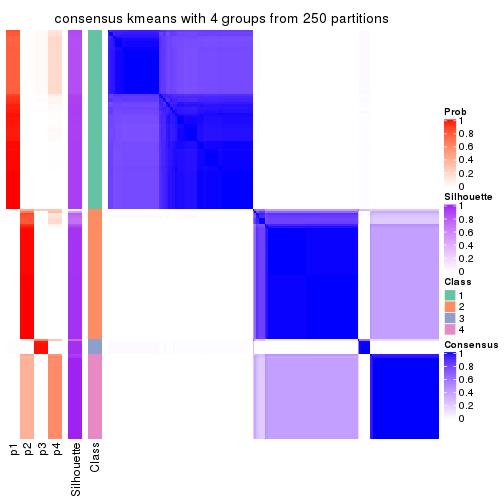 consensus kmeans with 4 groups from 250 partitions
Prob
1
0.8
0.6
0.4
0.2
0
Silhouette
1
0.8
0.6
0.4
0.2
0
Class
1
2
3
4
Consensus
1
0.8
0.6
0.4
0.2
0
p1
p2
p3
p4
Silhouette
Class